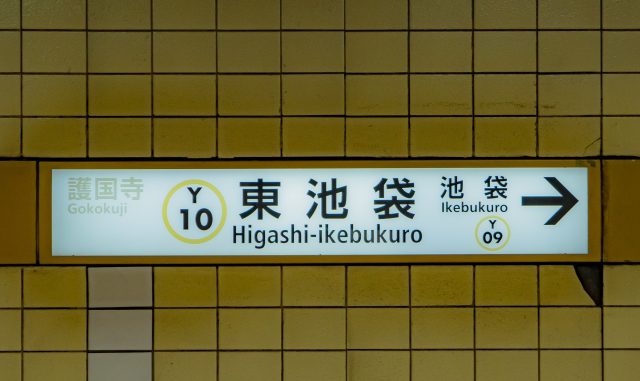 護国寺
Gokokuji
Y
10
東池袋
Higashi-ikebukuro
池袋
Ikebukuro
Y
09